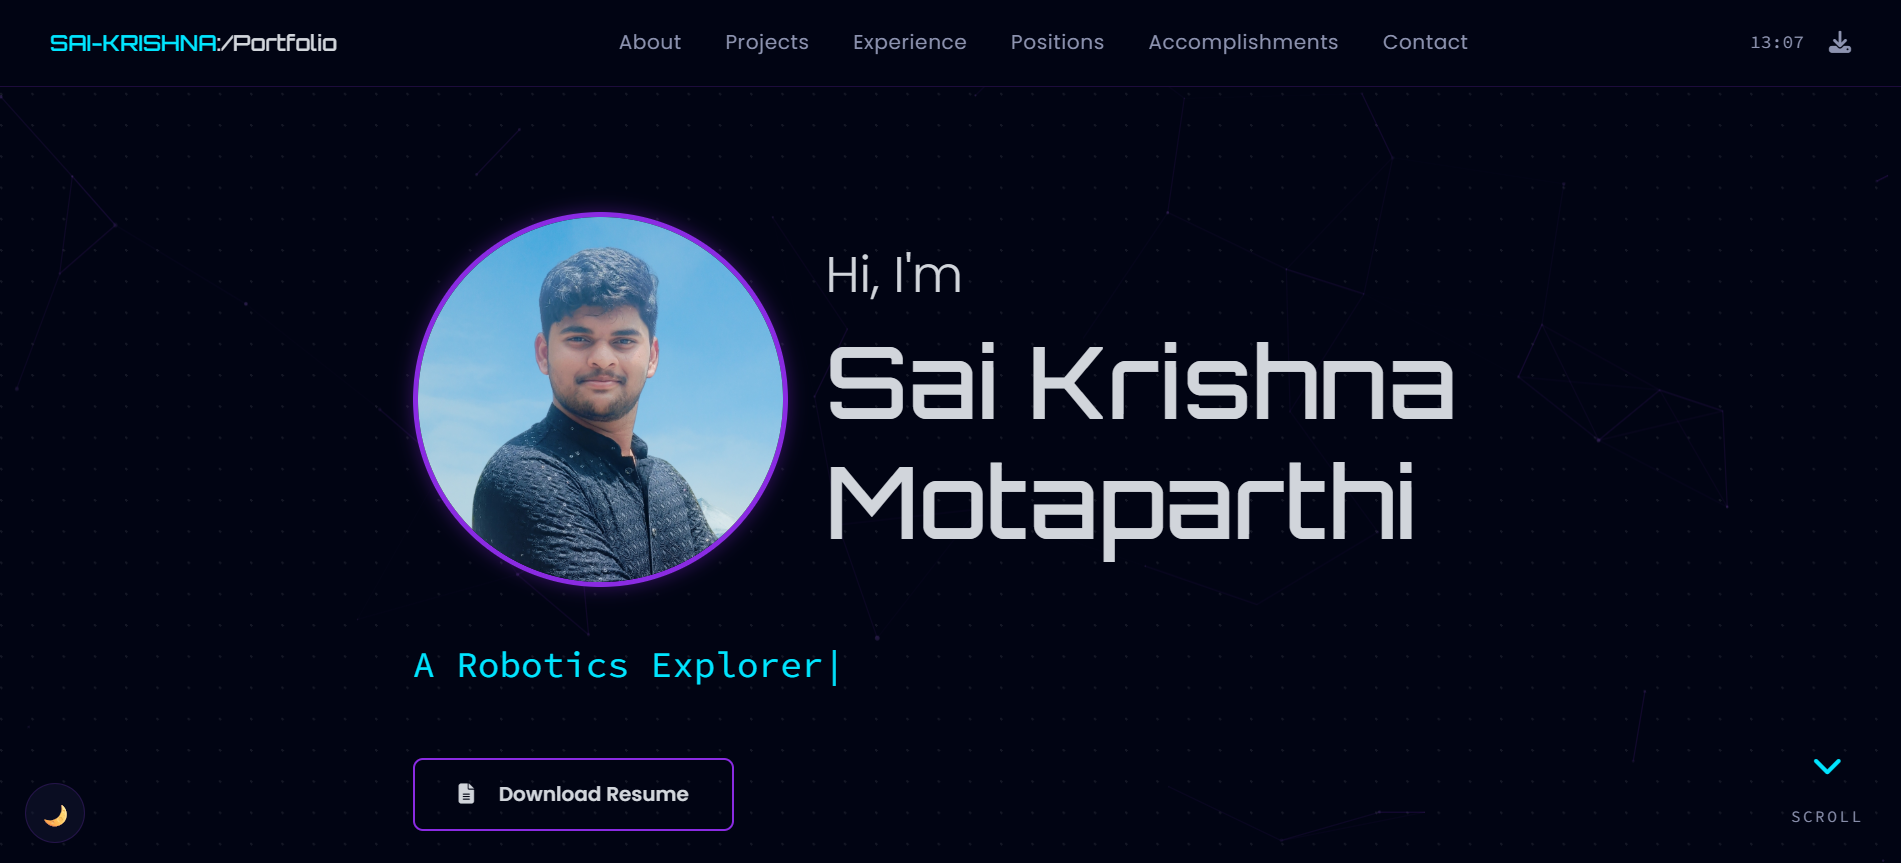 SAI-KRISHNA:/Portfolio
About Projects Experience Positions Accomplishments Contact
13:07
Hi, I'm
Sai Krishna
Motaparthi
A Robotics Explorer|
Download Resume
SCROLL